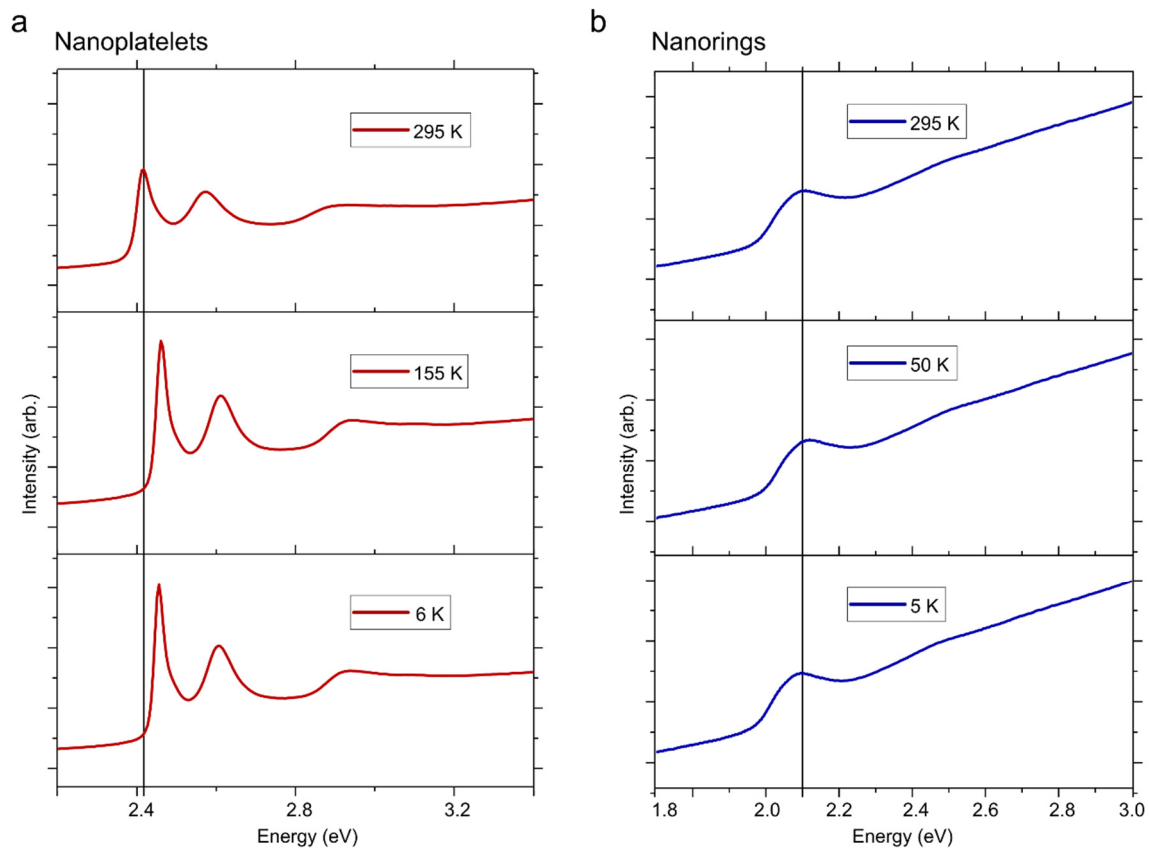 a
Nanoplatelets
295 K
155 K
6 K
Intensity (arb.)
2.4
2.8
3.2
Energy (eV)
b
Nanorings
295 K
50 K
5 K
Intensity (arb.)
1.8
2.0
2.2
2.4
2.6
2.8
3.0
Energy (eV)